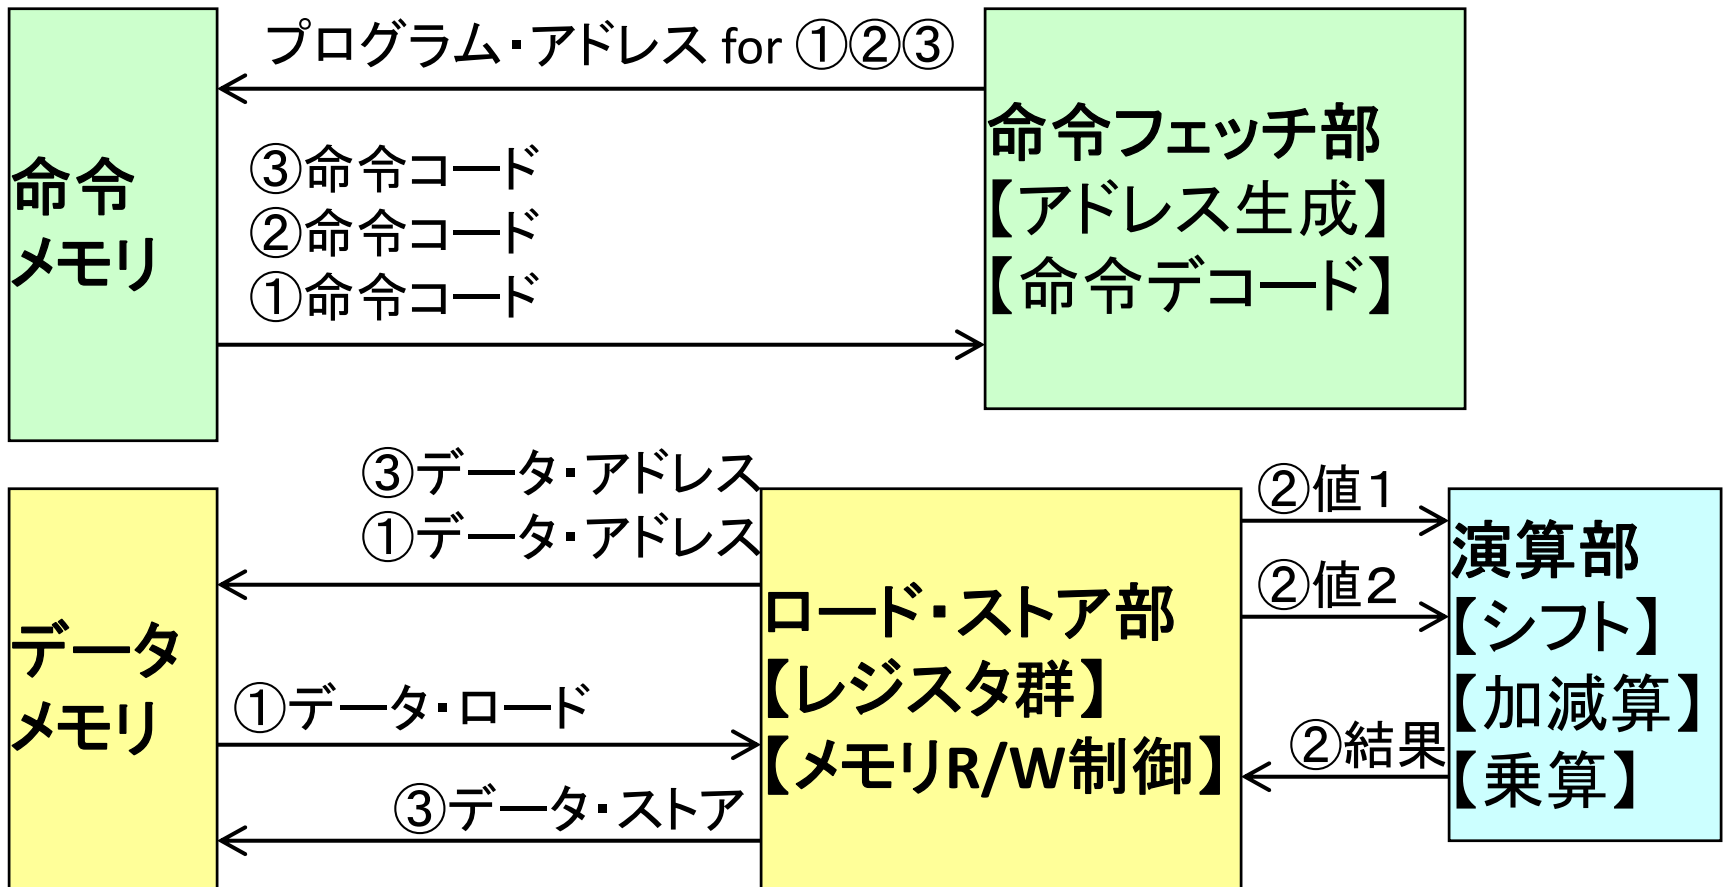 プログラム・アドレス for ①②③
命令
メモリ
③命令コード
②命令コード
①命令コード
命令フェッチ部
【アドレス生成】
【命令デコード】
③データ・アドレス
①データ・アドレス
データ
メモリ
①データ・ロード
③データ・ストア
ロード・ストア部
【レジスタ群】
【メモリR/W制御】
②値1
②値2
②結果
演算部
【シフト】
【加減算】
【乗算】